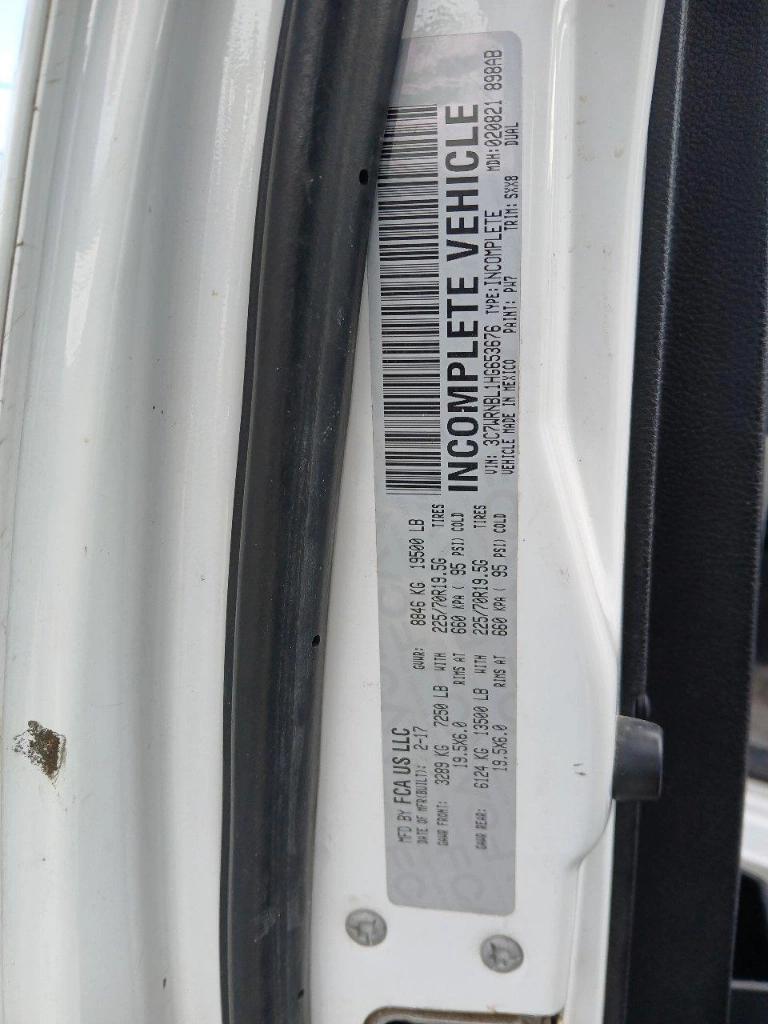 MFD BY FCA US LLC
DATE OF MFR(BUILT): 2-17 GVWR: 8846 KG 19500 LB
GAWR FRONT: 3289 KG 7250 LB WITH 225/70R19.5G TIRES
19.5X6.0 RIMS AT 660 KPA ( 95 PSI) COLD
GAWR REAR: 6124 KG 13500 LB WITH 225/70R19.5G TIRES
19.5X6.0 RIMS AT 660 KPA ( 95 PSI) COLD
INCOMPLETE VEHICLE
VIN: 3C7WRNBL1HG653676 TYPE:INCOMPLETE MDH:020821 898AB
VEHICLE MADE IN MEXICO PAINT: PW7 TRIM: SXX8 DUAL